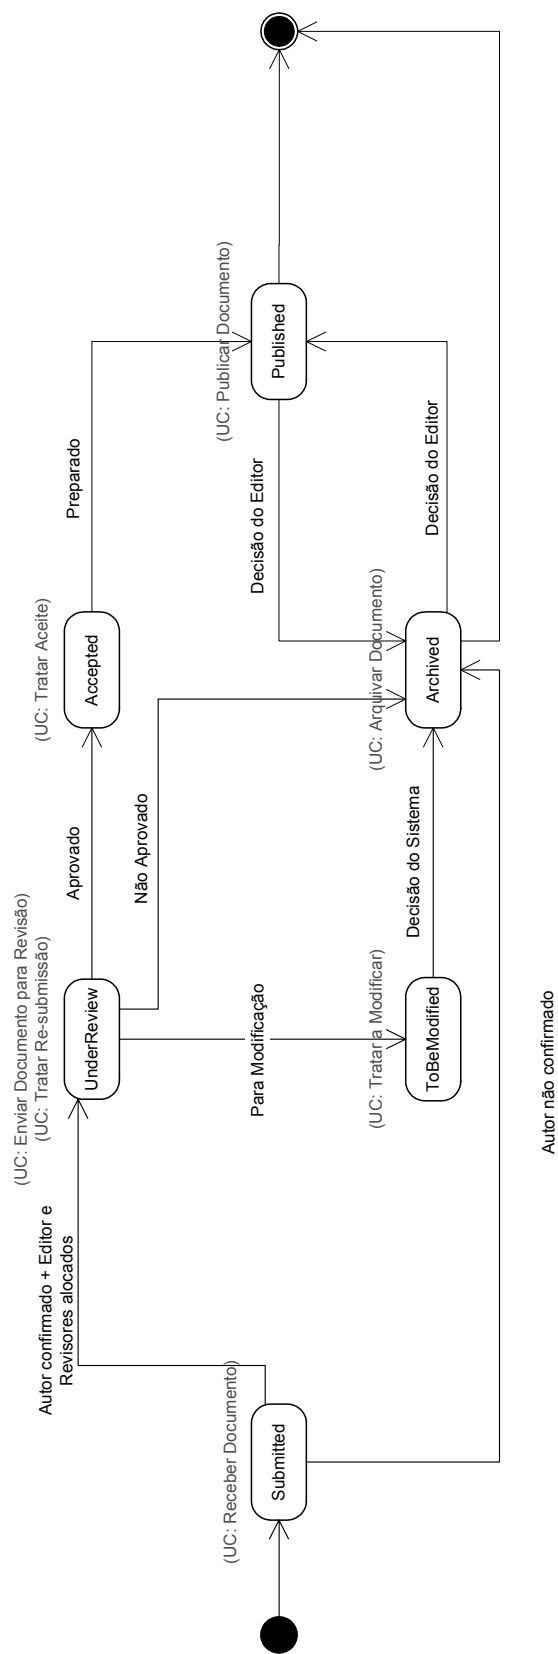 (UC: Enviar Documento para Revisão)
(UC: Tratar Re-submissão)
Autor confirmado + Editor e
Revisores alocados
UnderReview
Aprovado
(UC: Tratar Aceite)
Accepted
Preparado
Não Aprovado
(UC: Receber Documento)
Submitted
Para Modificação
Decisão do Editor
(UC: Publicar Documento)
Published
(UC: Tratar a Modificar)
ToBeModified
Decisão do Sistema
(UC: Arquivar Documento)
Archived
Decisão do Editor
Autor não confirmado